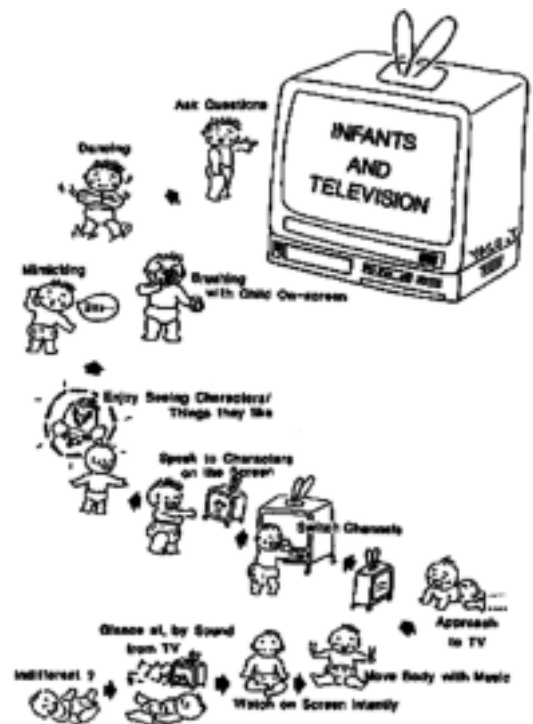 INFANTS
AND
TELEVISION
Ask Questions
Dancing
Mimicking
Brushing
with Child On-screen
Enjoy Seeing Characters/
Things they like
Speak to Characters
on the Screen
Switch Channels
Approach
to TV
Glance at, by Sound
from TV
Indifferent ?
Move Body with Music
Watch on Screen Intently